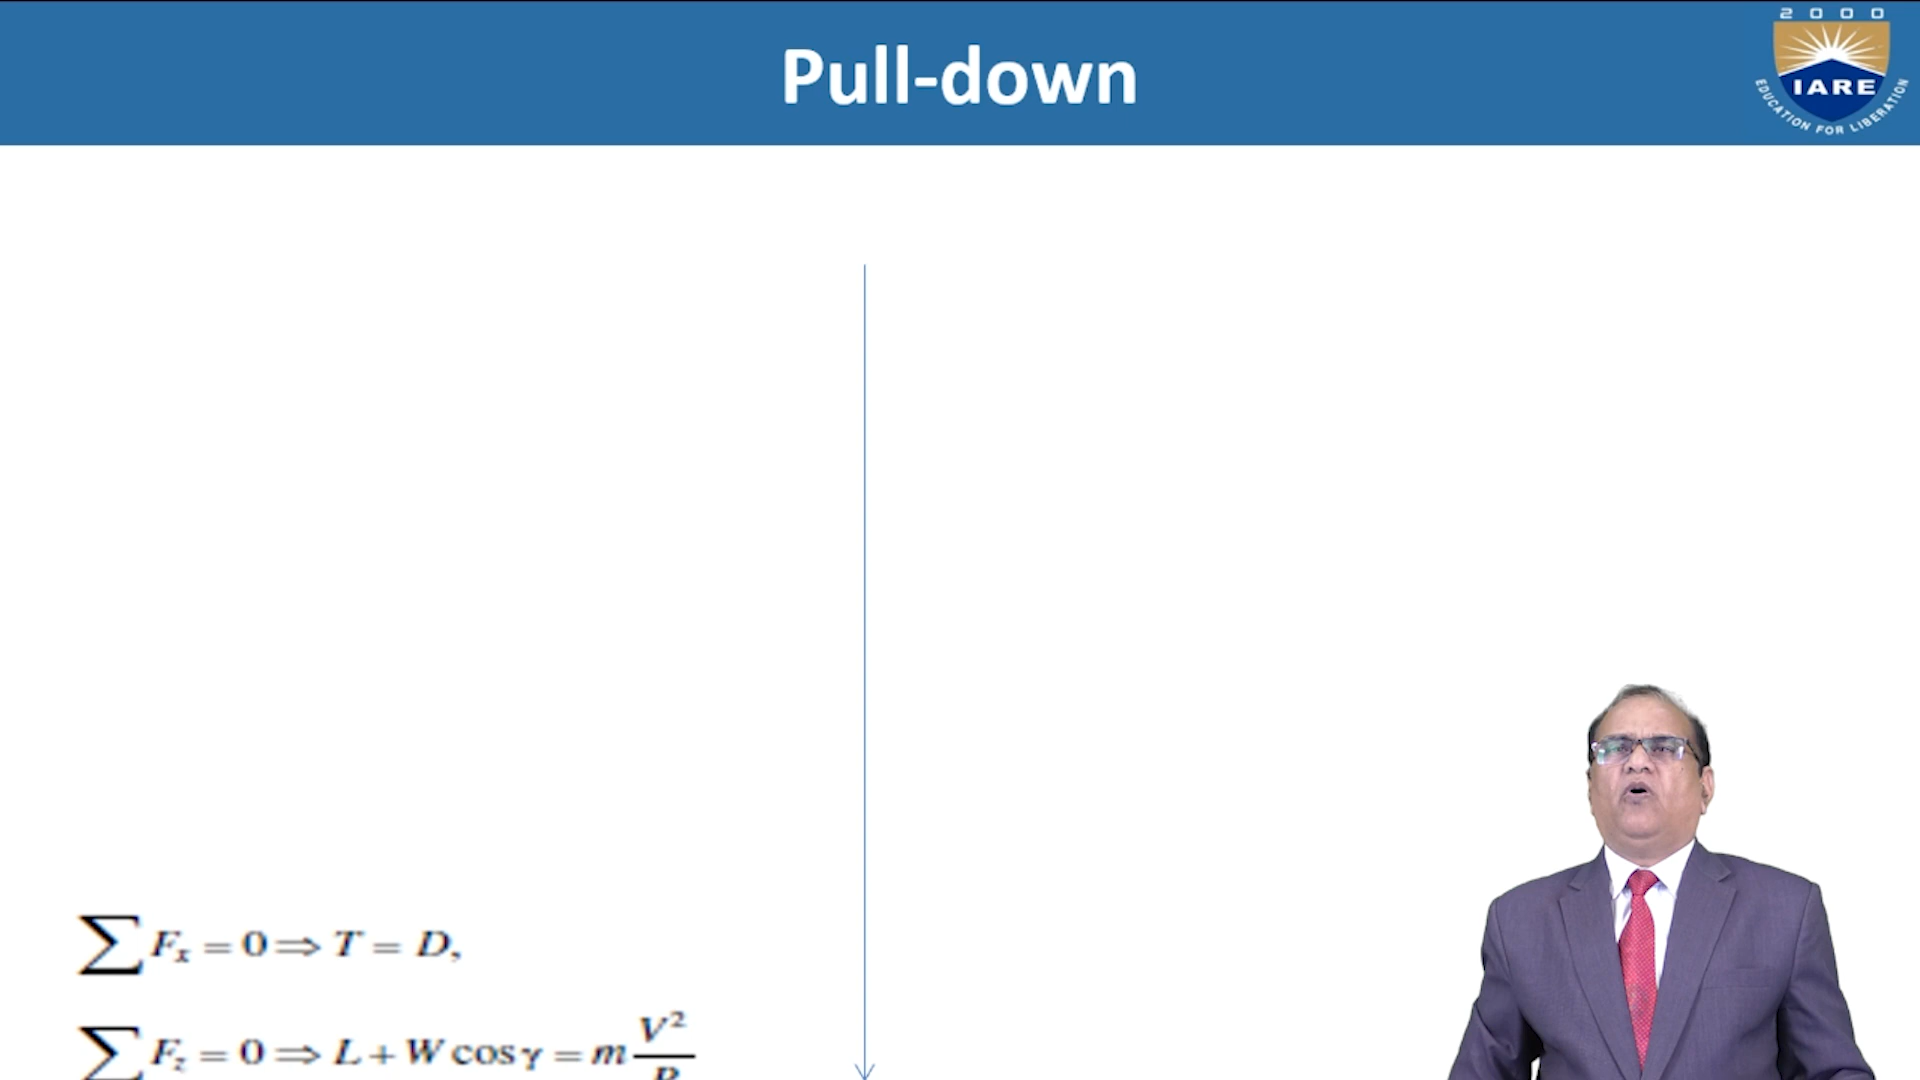 Pull-down
2000
IARE
EDUCATION FOR LIBERATION
∑ Fx = 0 ⇒ T = D,
∑ Fz = 0 ⇒ L + W cos γ = m V²/R